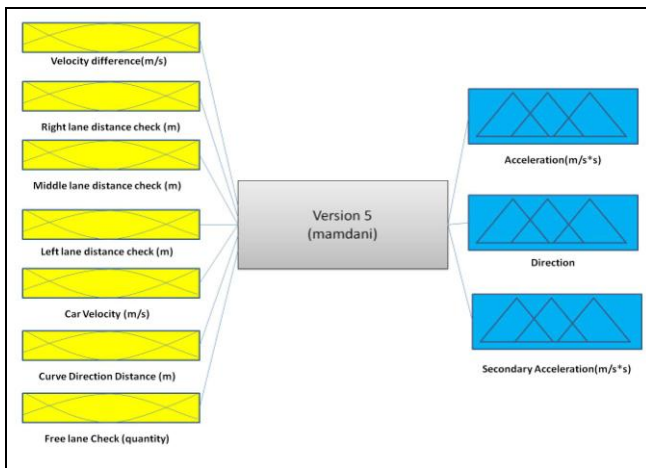 Velocity difference(m/s)
Right lane distance check (m)
Middle lane distance check (m)
Left lane distance check (m)
Car Velocity (m/s)
Curve Direction Distance (m)
Free lane Check (quantity)
Version 5
(mamdani)
Acceleration(m/s*s)
Direction
Secondary Acceleration(m/s*s)